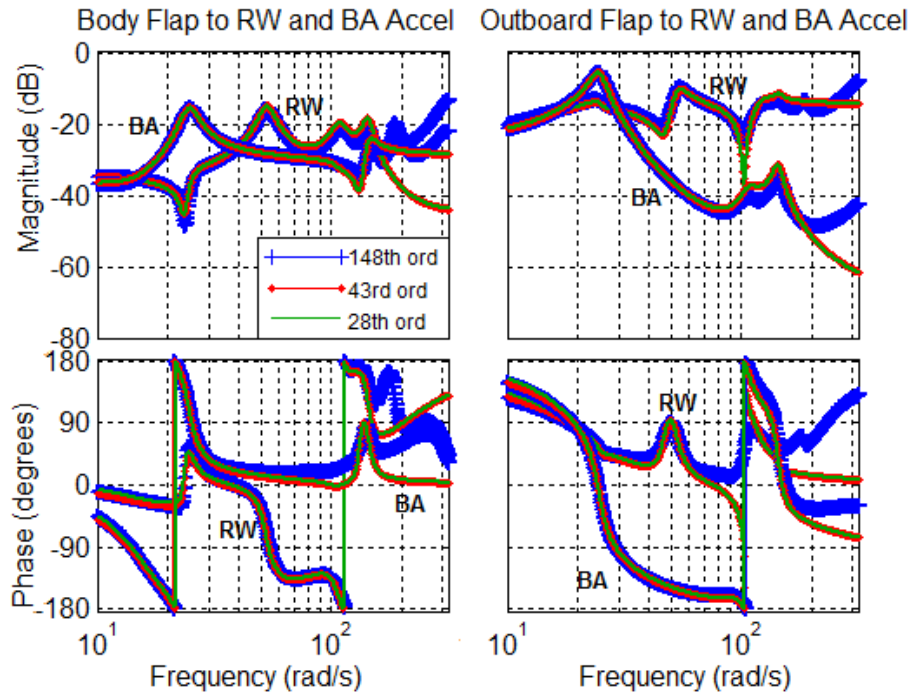 Body Flap to RW and BA Accel
Outboard Flap to RW and BA Accel
Magnitude (dB)
0
-20
-40
-60
-80
BA
RW
148th ord
43rd ord
28th ord
RW
BA
Phase (degrees)
180
90
0
-90
-180
RW
BA
RW
BA
10^1
10^2
10^1
10^2
Frequency (rad/s)
Frequency (rad/s)